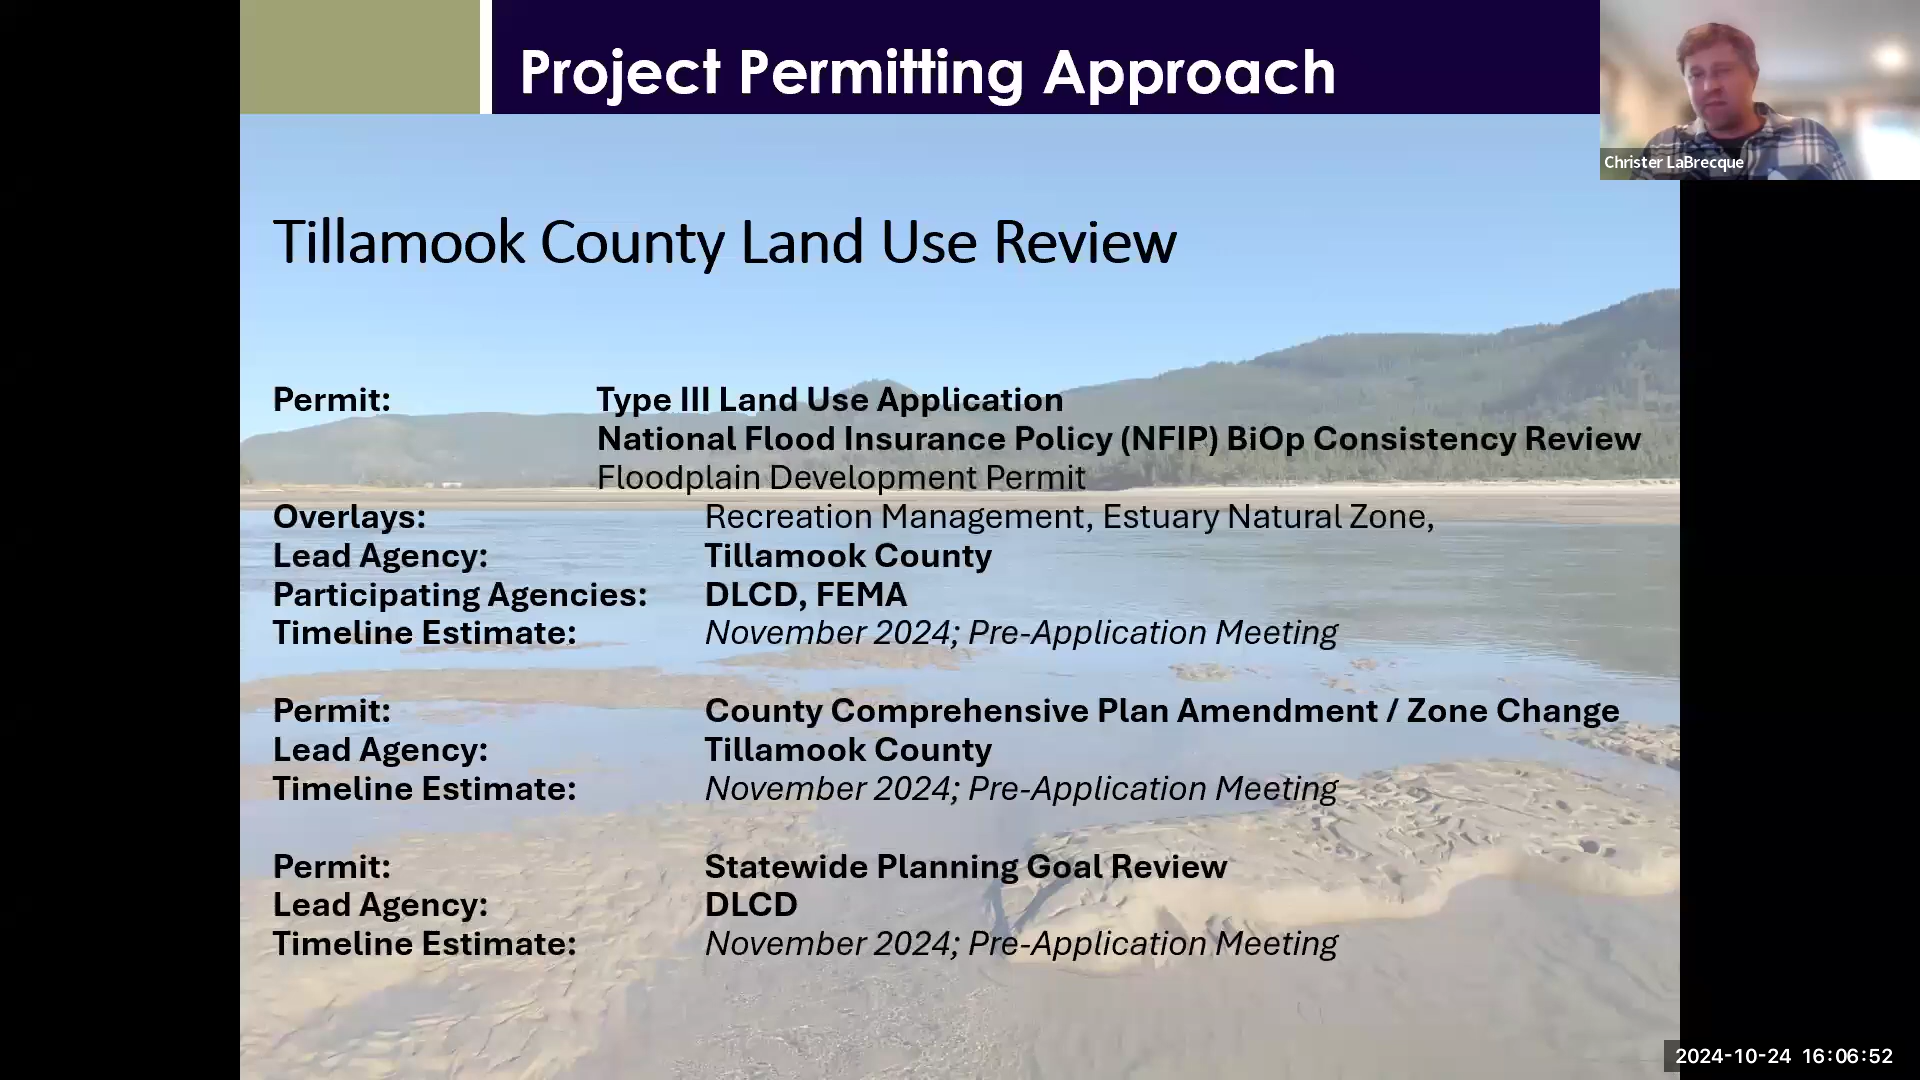 Project Permitting Approach
Christer LaBrecque
Tillamook County Land Use Review
Permit: Type III Land Use Application
National Flood Insurance Policy (NFIP) BiOp Consistency Review
Floodplain Development Permit
Overlays: Recreation Management, Estuary Natural Zone,
Lead Agency: Tillamook County
Participating Agencies: DLCD, FEMA
Timeline Estimate: November 2024; Pre-Application Meeting
Permit: County Comprehensive Plan Amendment / Zone Change
Lead Agency: Tillamook County
Timeline Estimate: November 2024; Pre-Application Meeting
Permit: Statewide Planning Goal Review
Lead Agency: DLCD
Timeline Estimate: November 2024; Pre-Application Meeting
2024-10-24 16:06:52